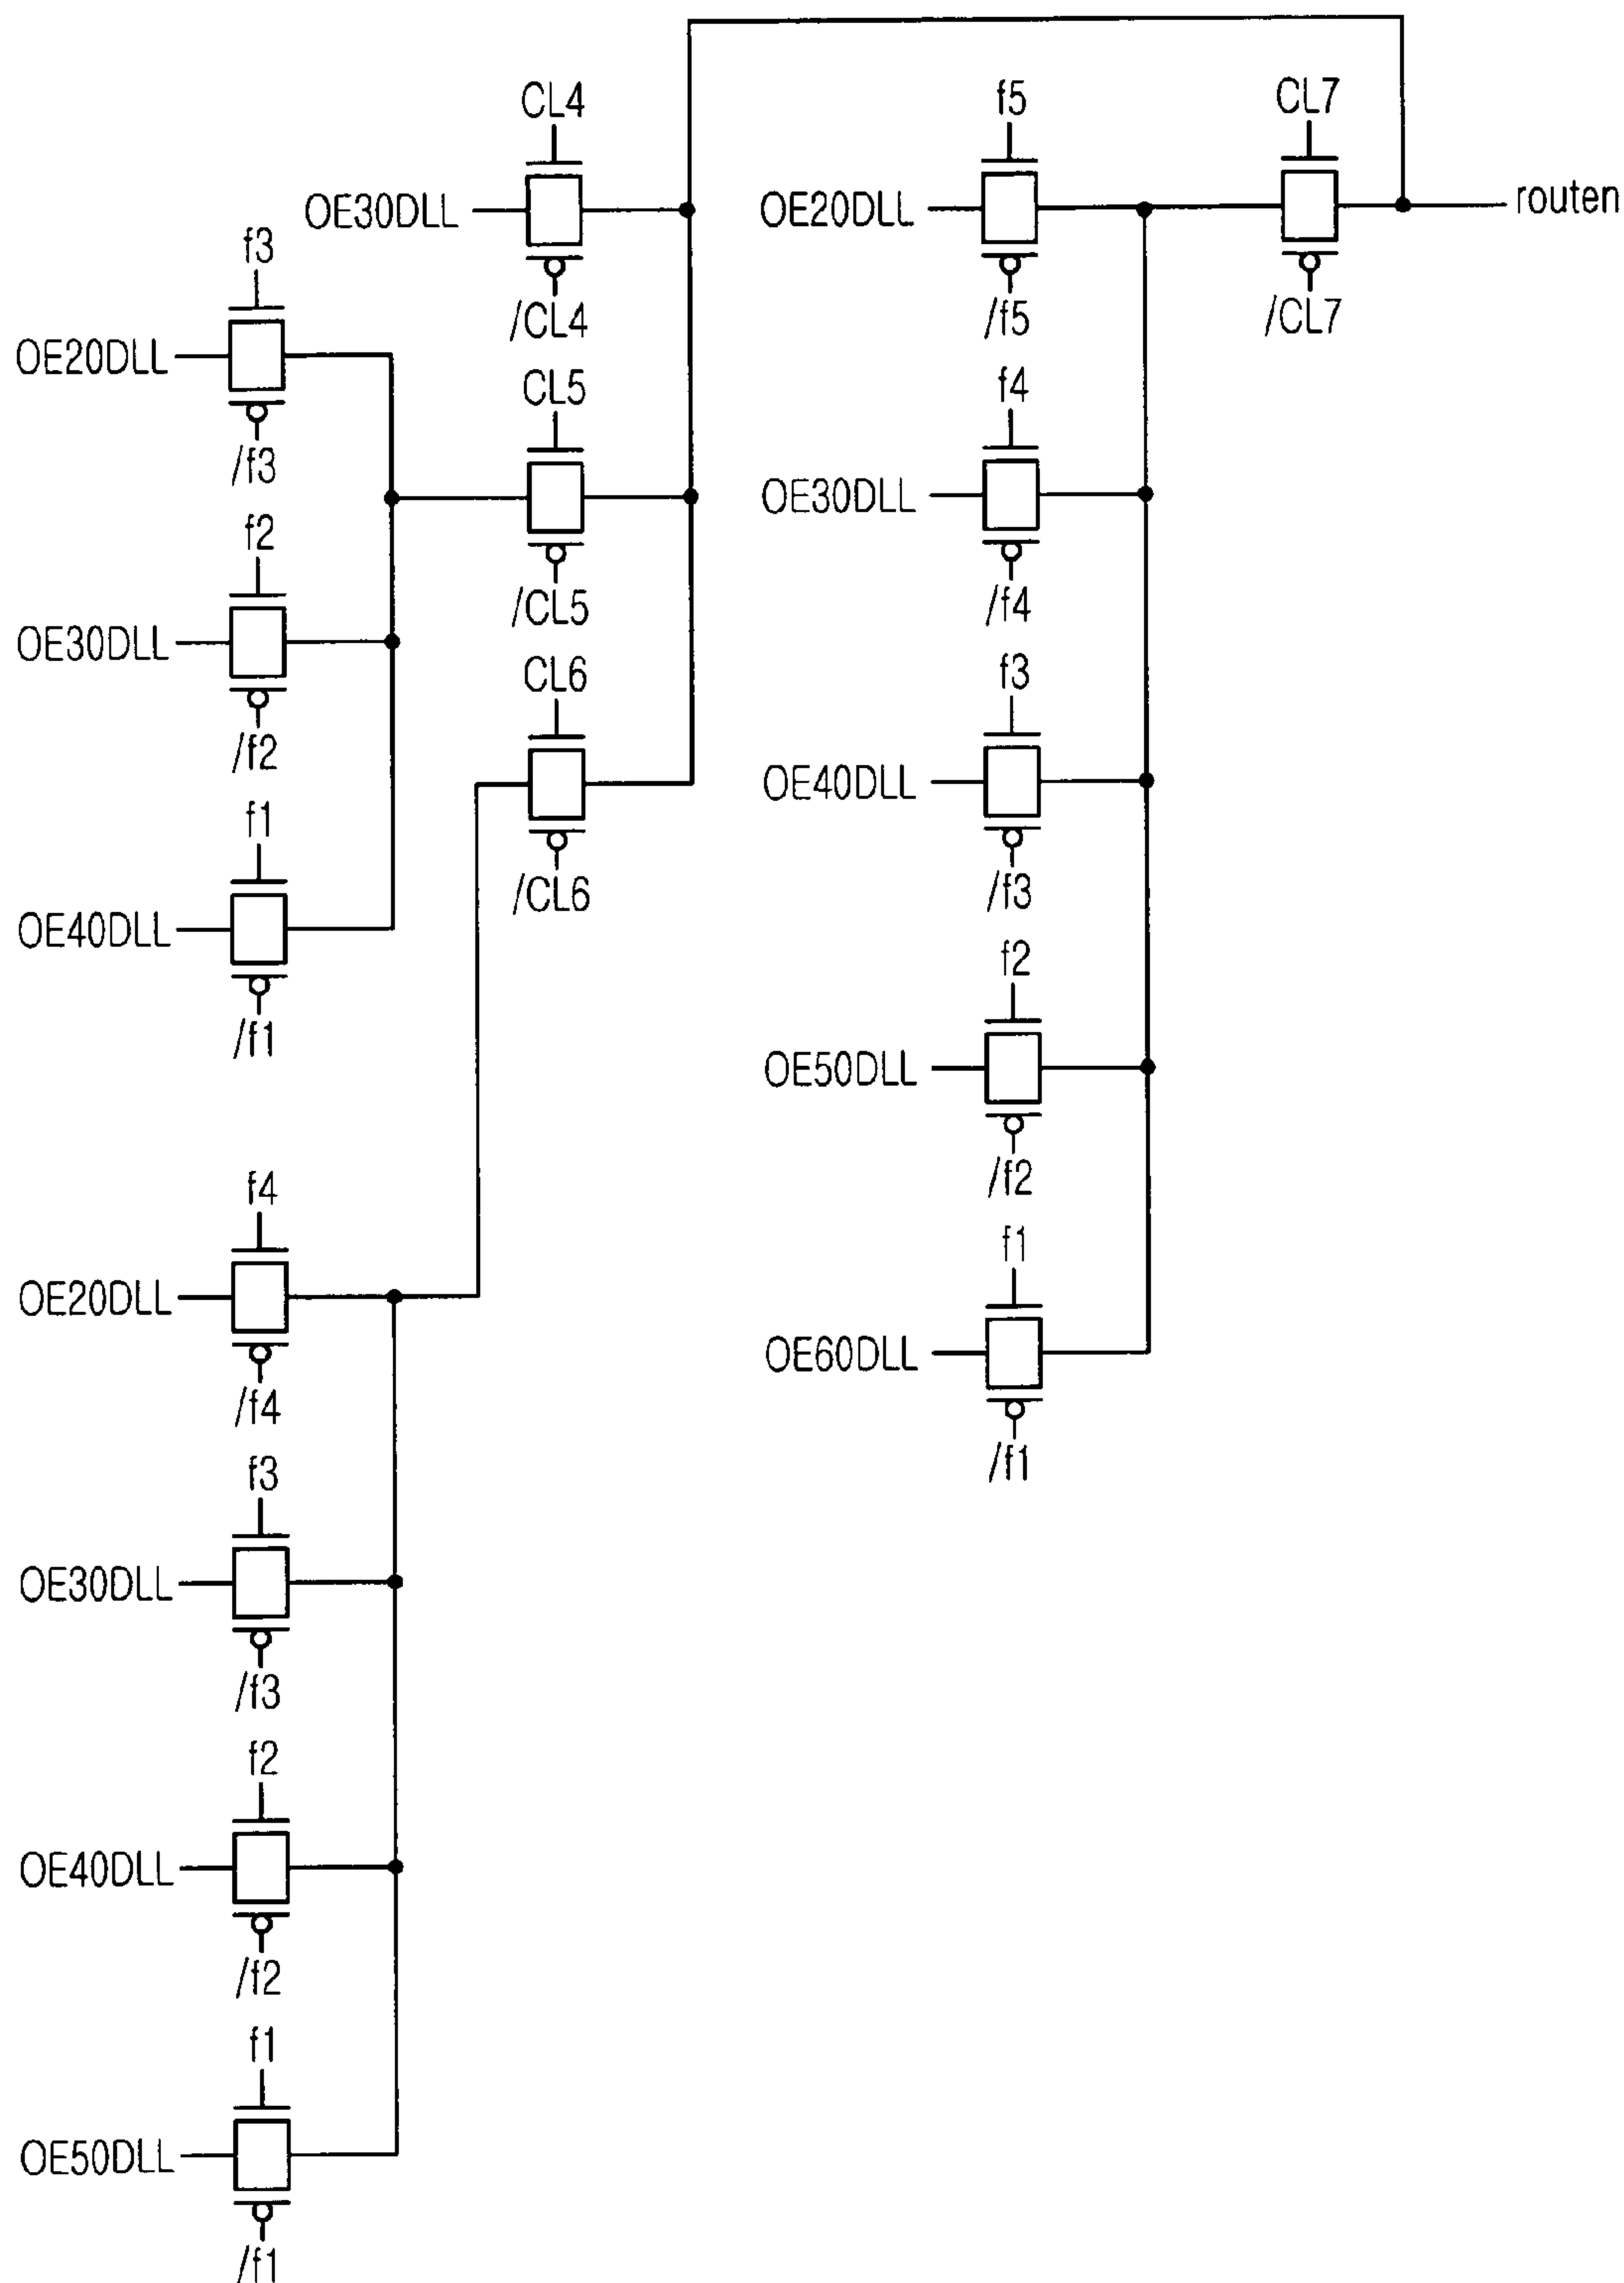 CL4
OE30DLL
/CL4
f3
OE20DLL
/f3
CL5
/CL5
f2
OE30DLL
/f2
CL6
/CL6
f1
OE40DLL
/f1
f4
OE20DLL
/f4
f3
OE30DLL
/f3
f2
OE40DLL
/f2
f1
OE50DLL
/f1
f5
OE20DLL
/f5
CL7
/CL7
routen
f4
OE30DLL
/f4
f3
OE40DLL
/f3
f2
OE50DLL
/f2
f1
OE60DLL
/f1